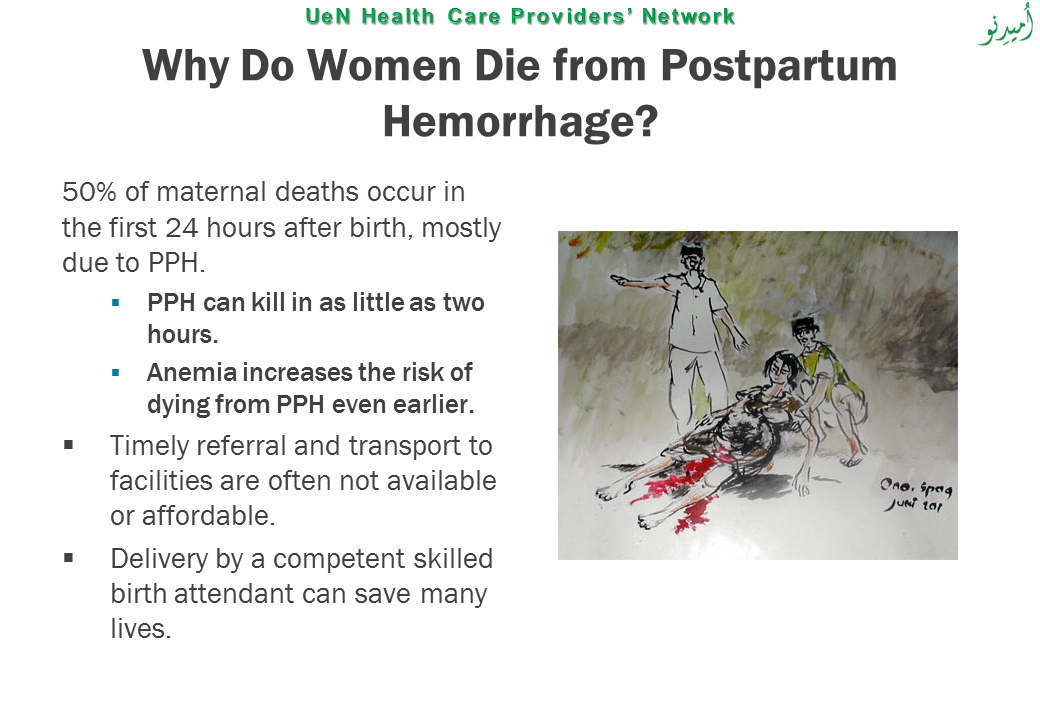 UeN Health Care Providers' Network
اُمیدِنو
Why Do Women Die from Postpartum
Hemorrhage?
50% of maternal deaths occur in
the first 24 hours after birth, mostly
due to PPH.
▪ PPH can kill in as little as two
hours.
▪ Anemia increases the risk of
dying from PPH even earlier.
▪ Timely referral and transport to
facilities are often not available
or affordable.
▪ Delivery by a competent skilled
birth attendant can save many
lives.
Juni